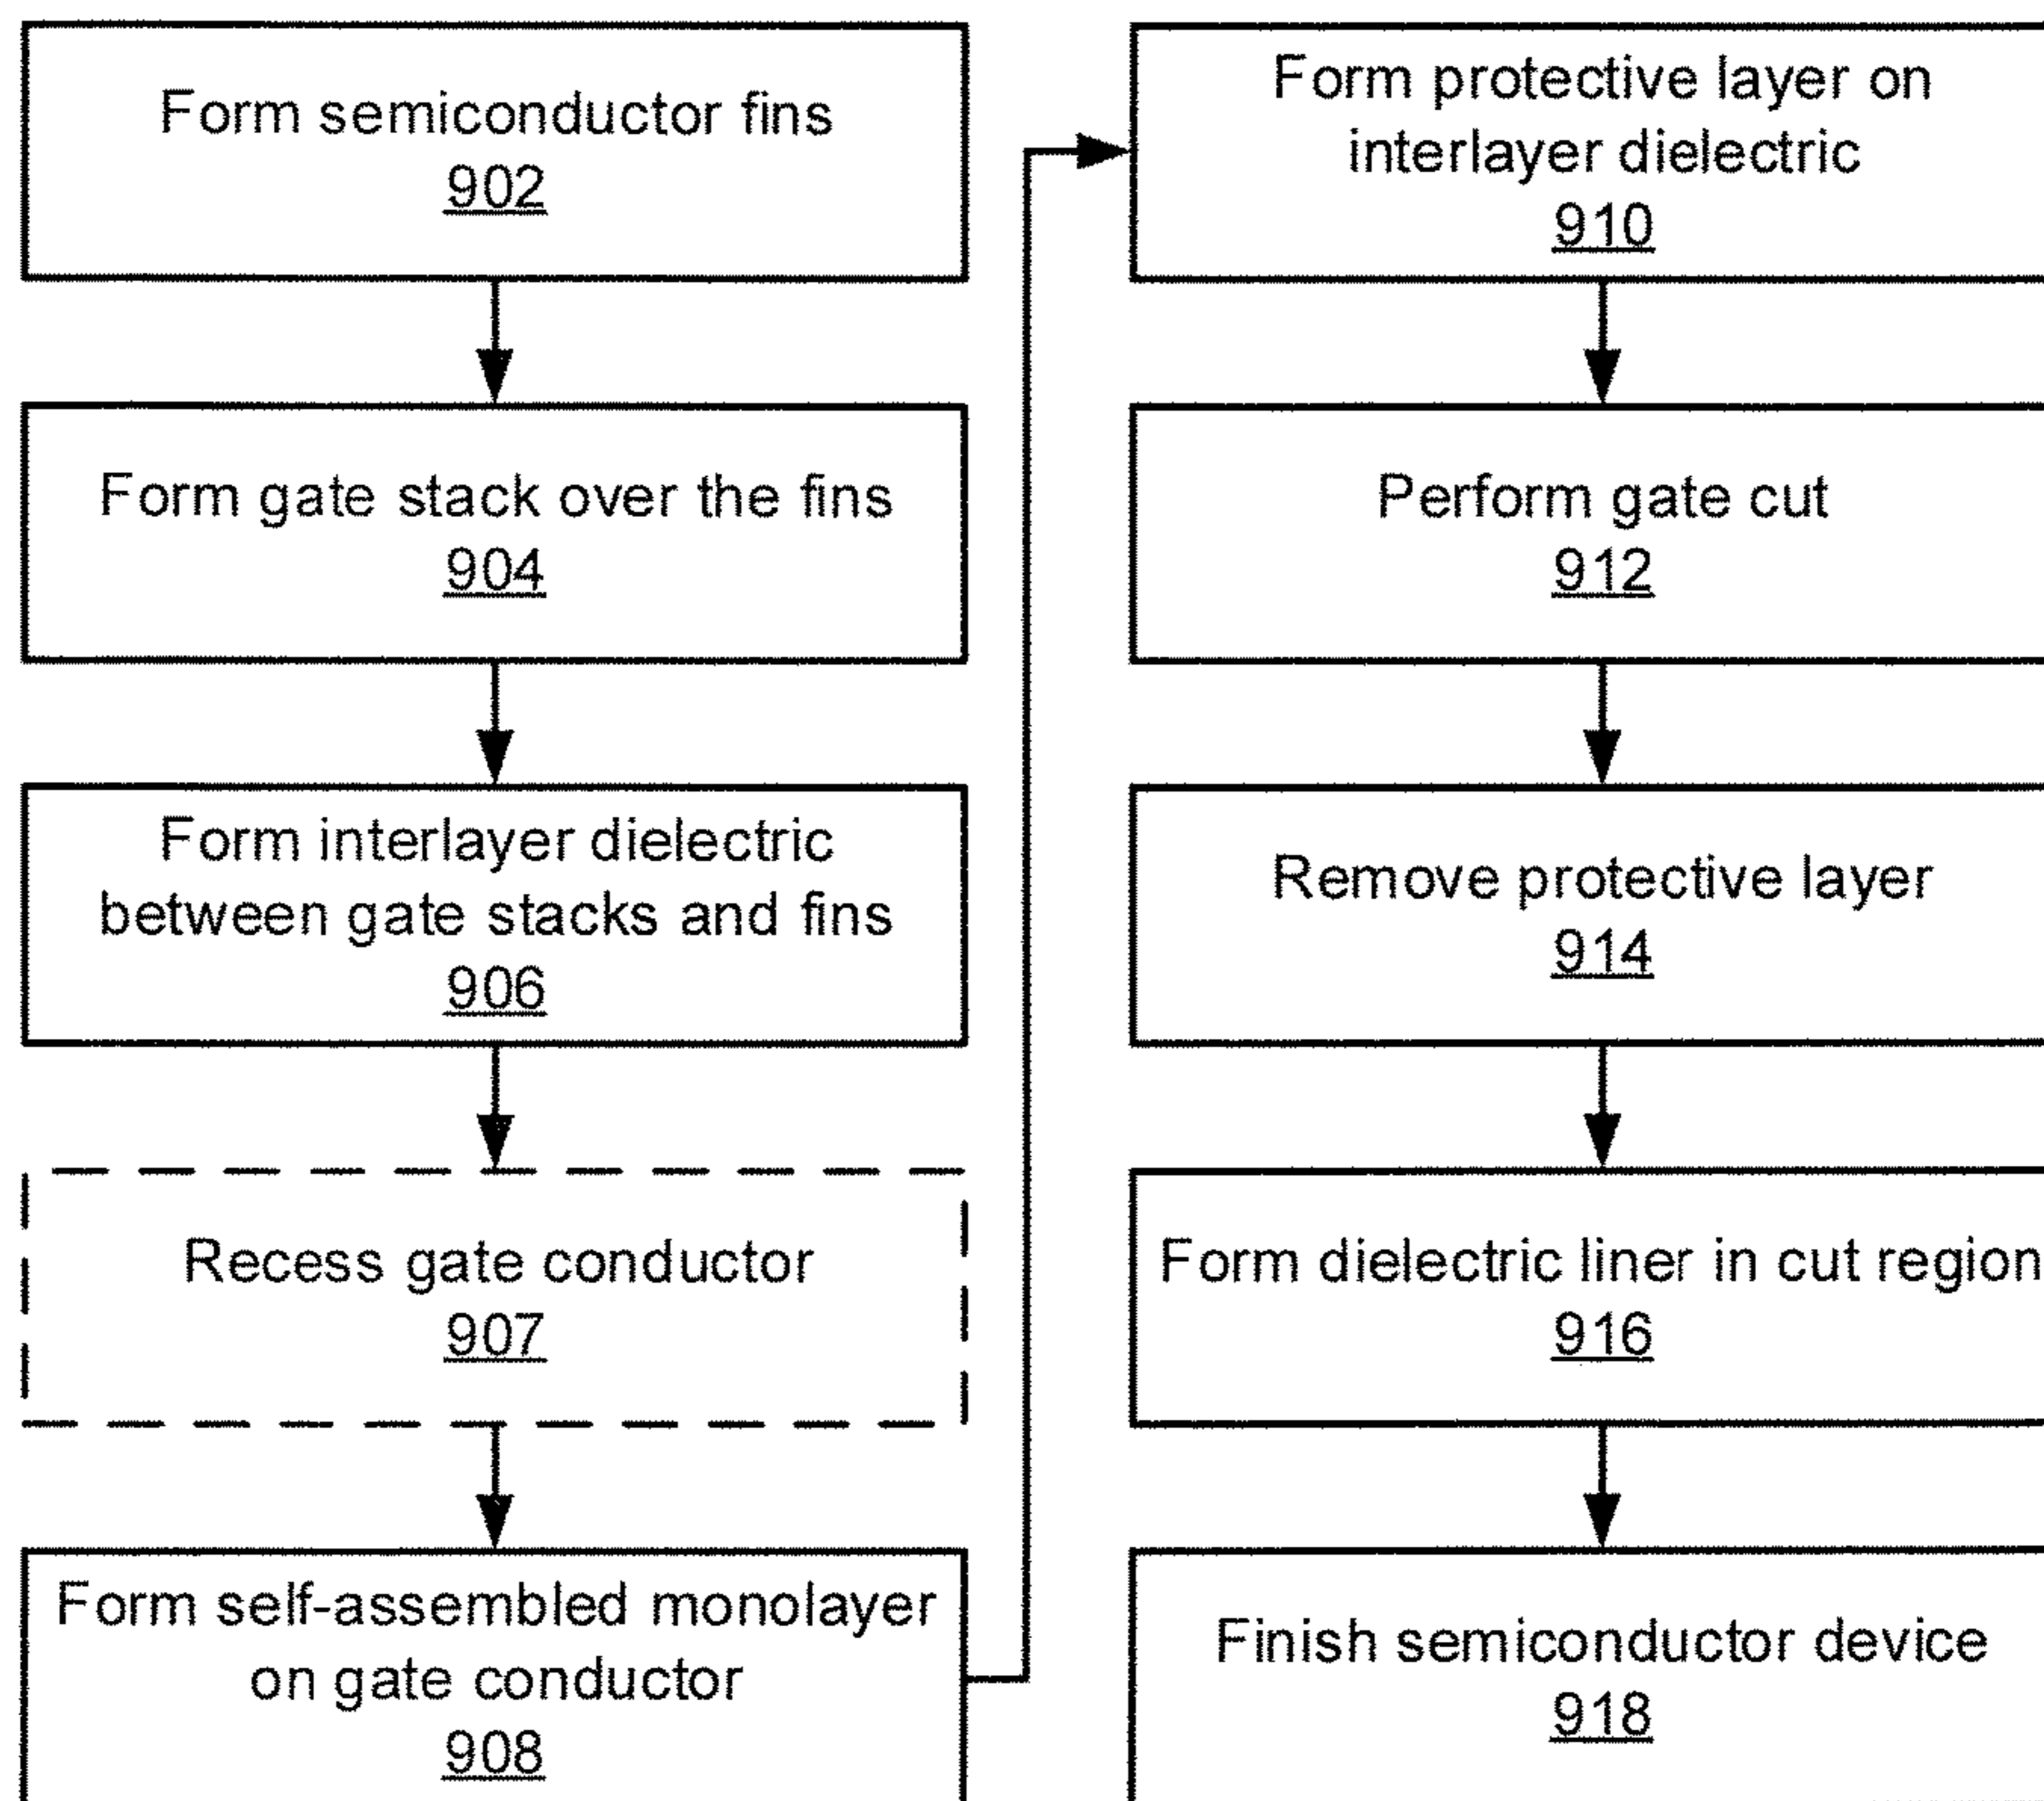 Form semiconductor fins
902
Form gate stack over the fins
904
Form interlayer dielectric
between gate stacks and fins
906
Recess gate conductor
907
Form self-assembled monolayer
on gate conductor
908
Form protective layer on
interlayer dielectric
910
Perform gate cut
912
Remove protective layer
914
Form dielectric liner in cut region
916
Finish semiconductor device
918